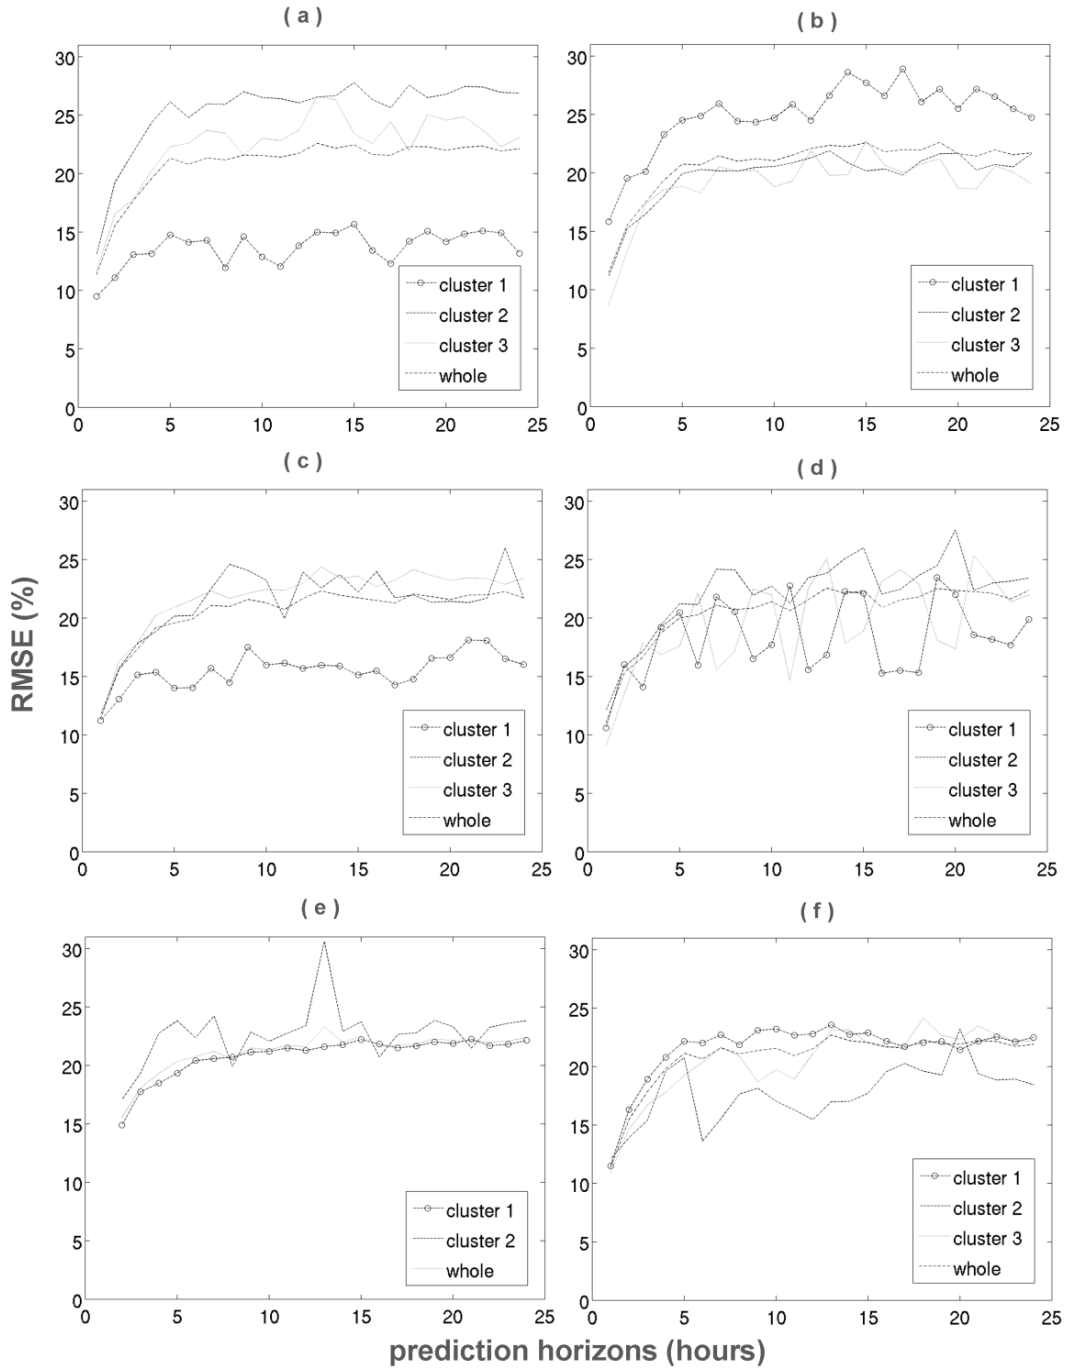 ( a )
( b )
30
25
20
15
10
5
0
0 5 10 15 20 25
cluster 1
cluster 2
cluster 3
whole
30
25
20
15
10
5
0
0 5 10 15 20 25
cluster 1
cluster 2
cluster 3
whole
( c )
( d )
RMSE (%)
30
25
20
15
10
5
0
0 5 10 15 20 25
cluster 1
cluster 2
cluster 3
whole
30
25
20
15
10
5
0
0 5 10 15 20 25
cluster 1
cluster 2
cluster 3
whole
( e )
( f )
30
25
20
15
10
5
0
0 5 10 15 20 25
cluster 1
cluster 2
whole
30
25
20
15
10
5
0
0 5 10 15 20 25
cluster 1
cluster 2
cluster 3
whole
prediction horizons (hours)